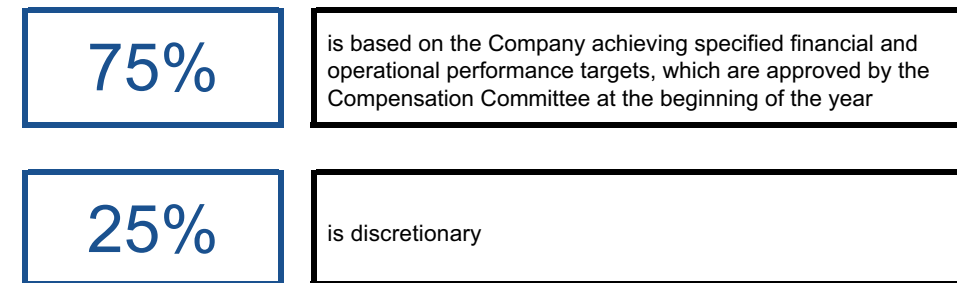 75%
is based on the Company achieving specified financial and
operational performance targets, which are approved by the
Compensation Committee at the beginning of the year
25%
is discretionary